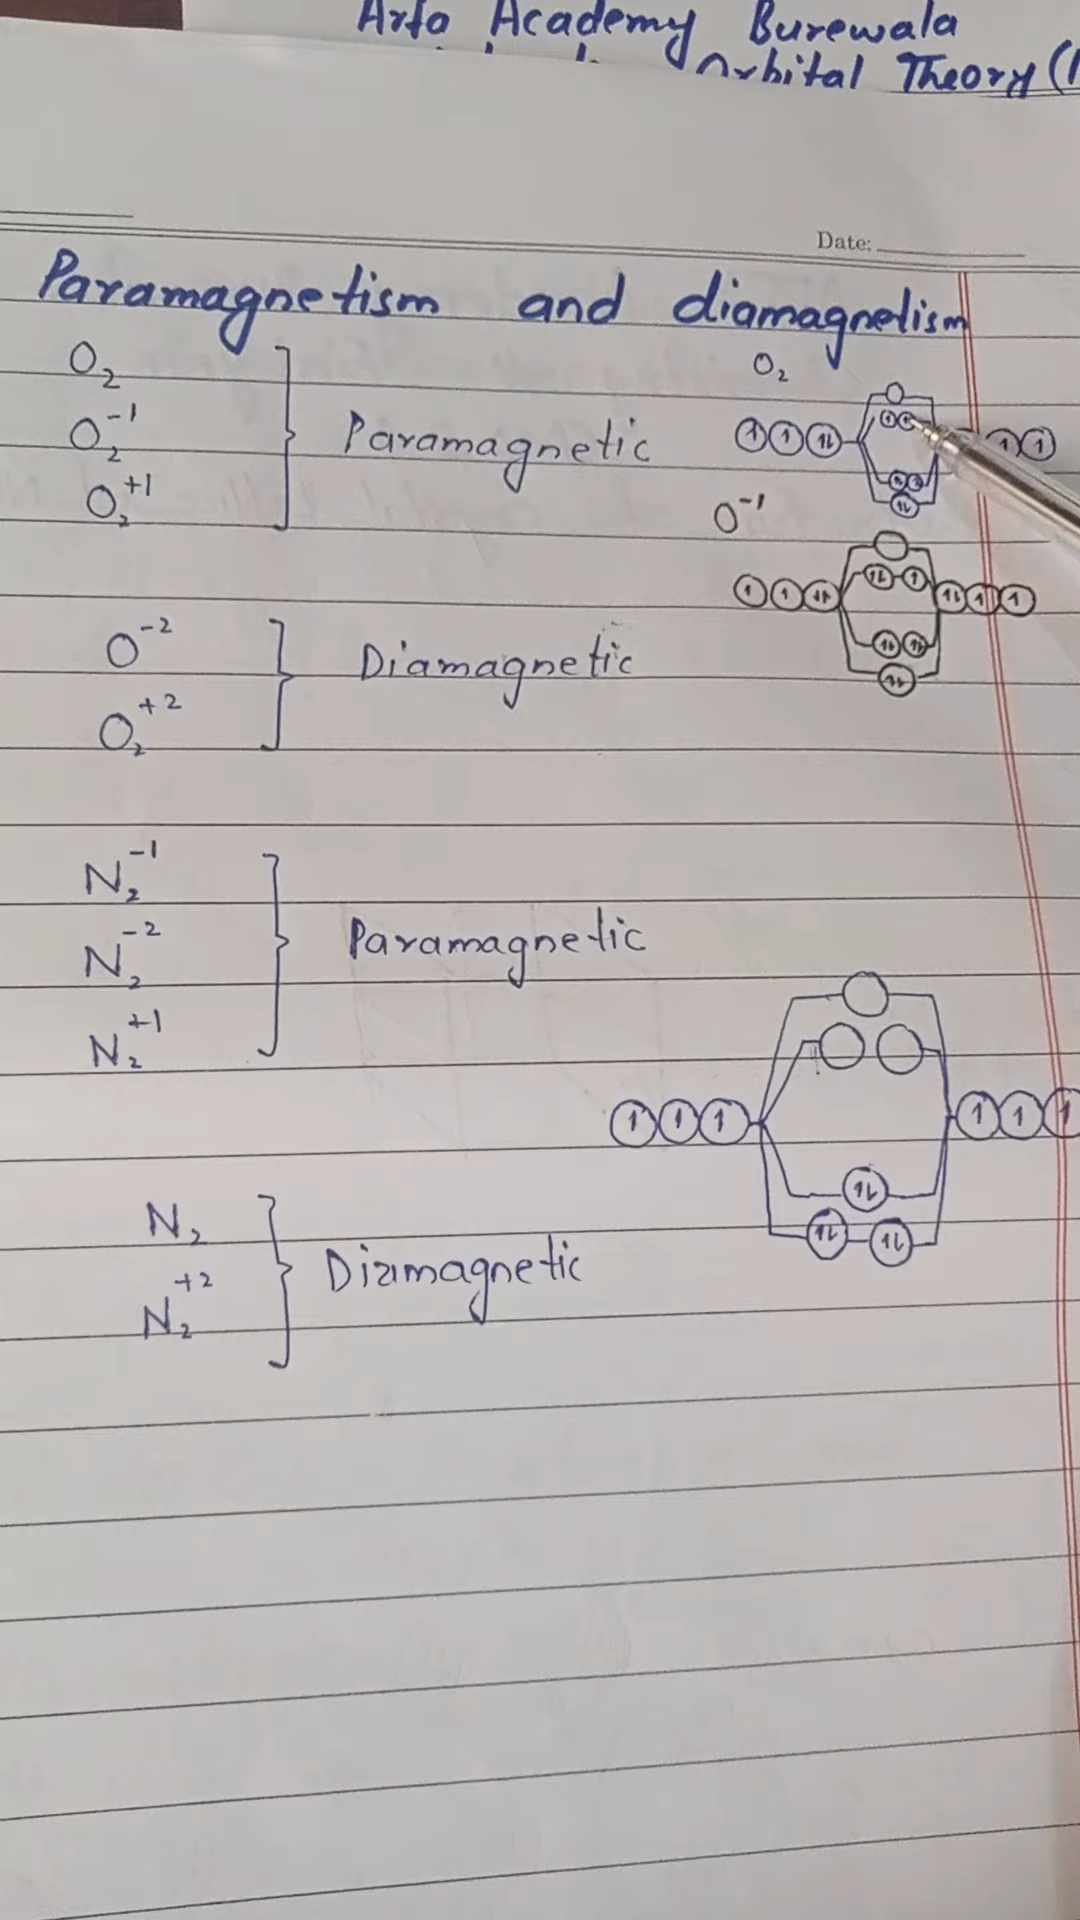 Arfa Academy Burewala
Orbital Theory (
Date:
Paramagnetism and diamagnetism
O₂
O₂⁻¹
O₂⁺¹
Paramagnetic
O₂
O⁻¹
O⁻²
O₂⁺²
Diamagnetic
N₂⁻¹
N₂⁻²
N₂⁺¹
Paramagnetic
N₂
N₂⁺²
Diamagnetic